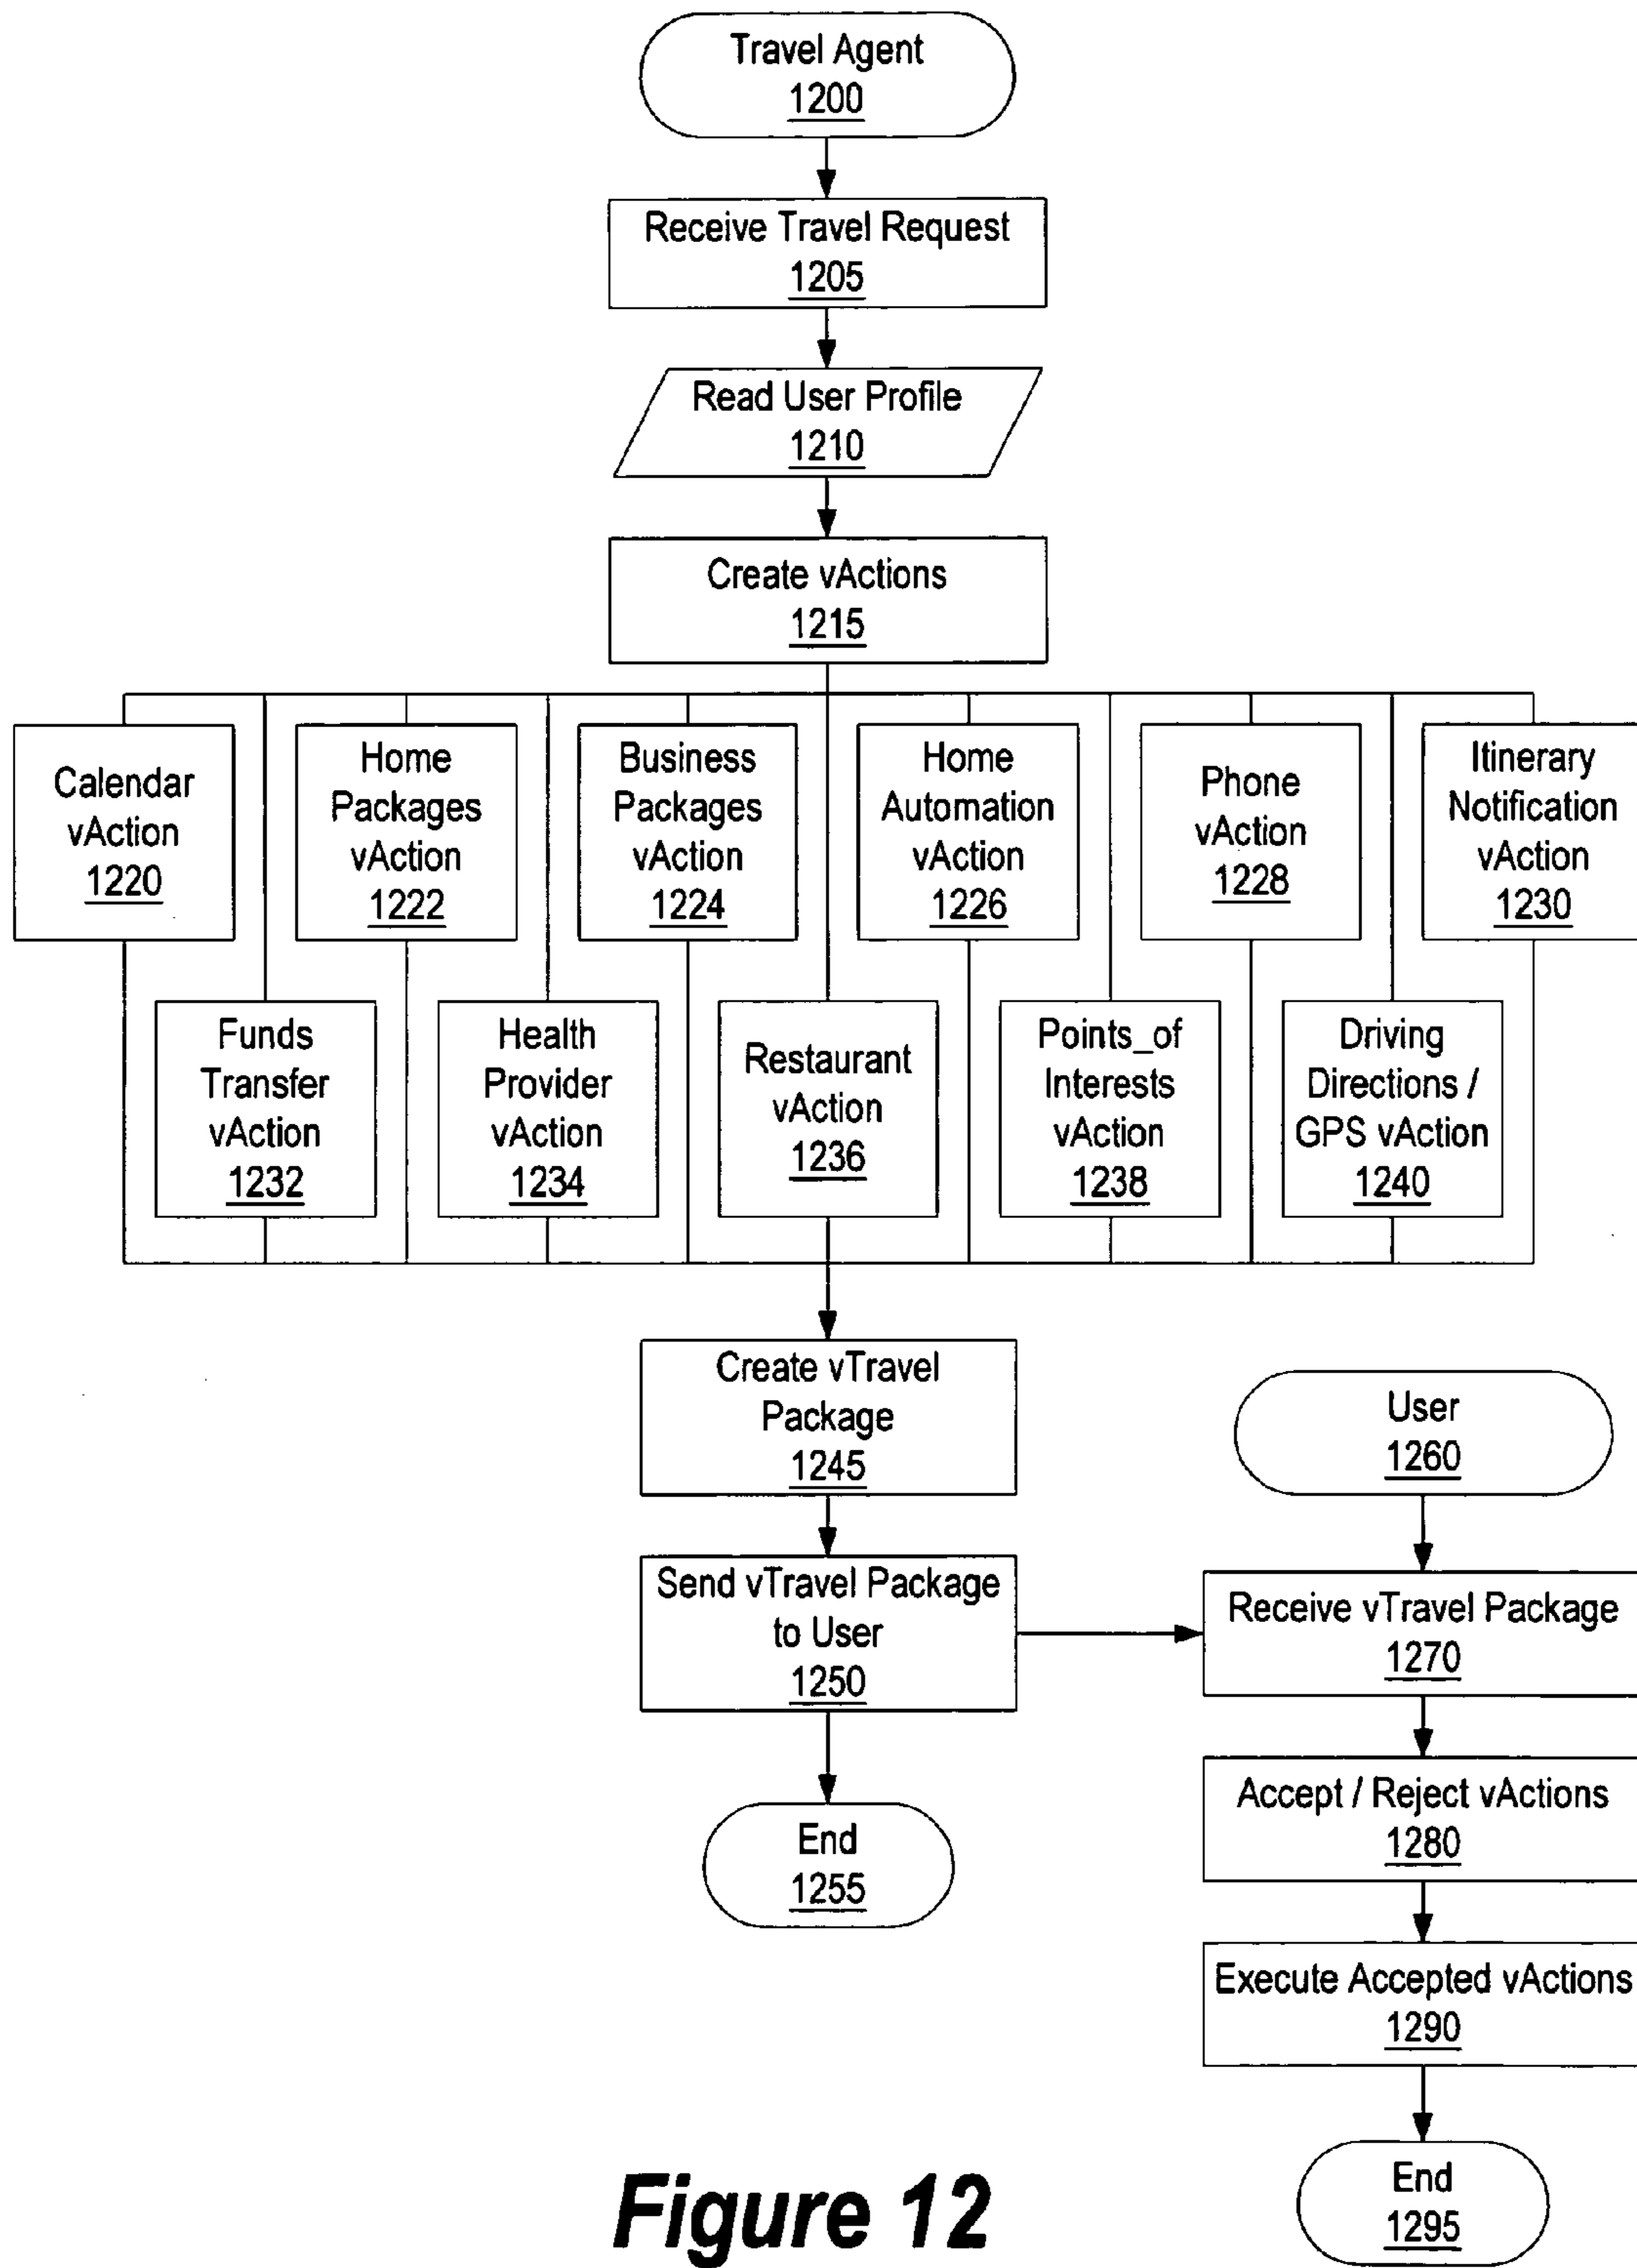 Travel Agent
1200
Receive Travel Request
1205
Read User Profile
1210
Create vActions
1215
Calendar
vAction
1220
Home
Packages
vAction
1222
Business
Packages
vAction
1224
Home
Automation
vAction
1226
Phone
vAction
1228
Itinerary
Notification
vAction
1230
Funds
Transfer
vAction
1232
Health
Provider
vAction
1234
Restaurant
vAction
1236
Points_of
Interests
vAction
1238
Driving
Directions /
GPS vAction
1240
Create vTravel
Package
1245
Send vTravel Package
to User
1250
End
1255
User
1260
Receive vTravel Package
1270
Accept / Reject vActions
1280
Execute Accepted vActions
1290
End
1295
Figure 12